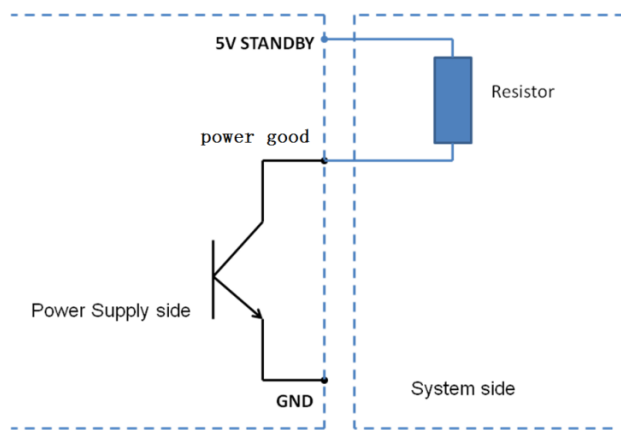 5V STANDBY
Resistor
power good
Power Supply side
System side
GND